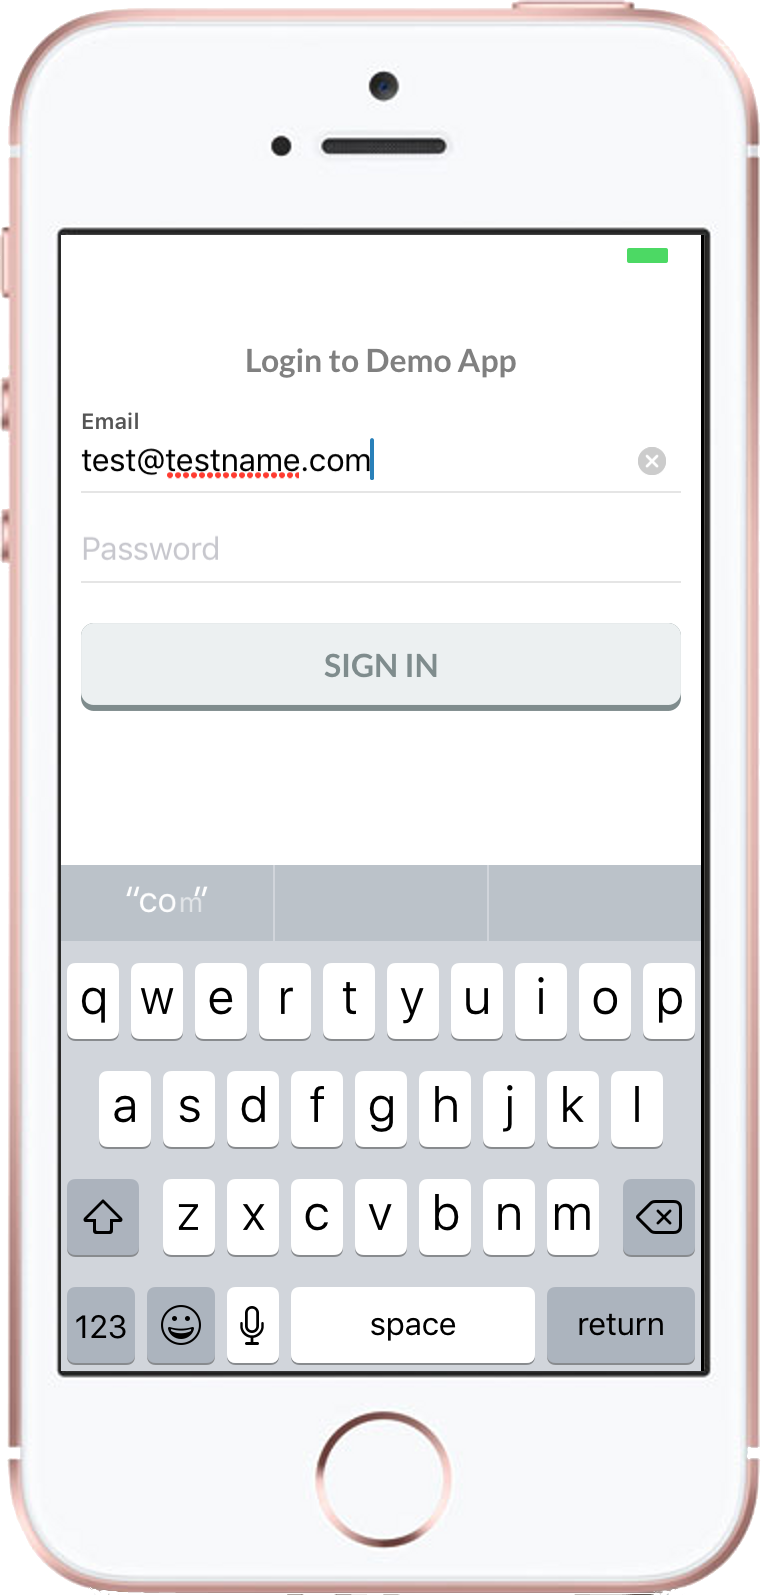 Login to Demo App
Email
test@testname.com
Password
SIGN IN
“com”
q w e r t y u i o p
a s d f g h j k l
z x c v b n m
123 space return